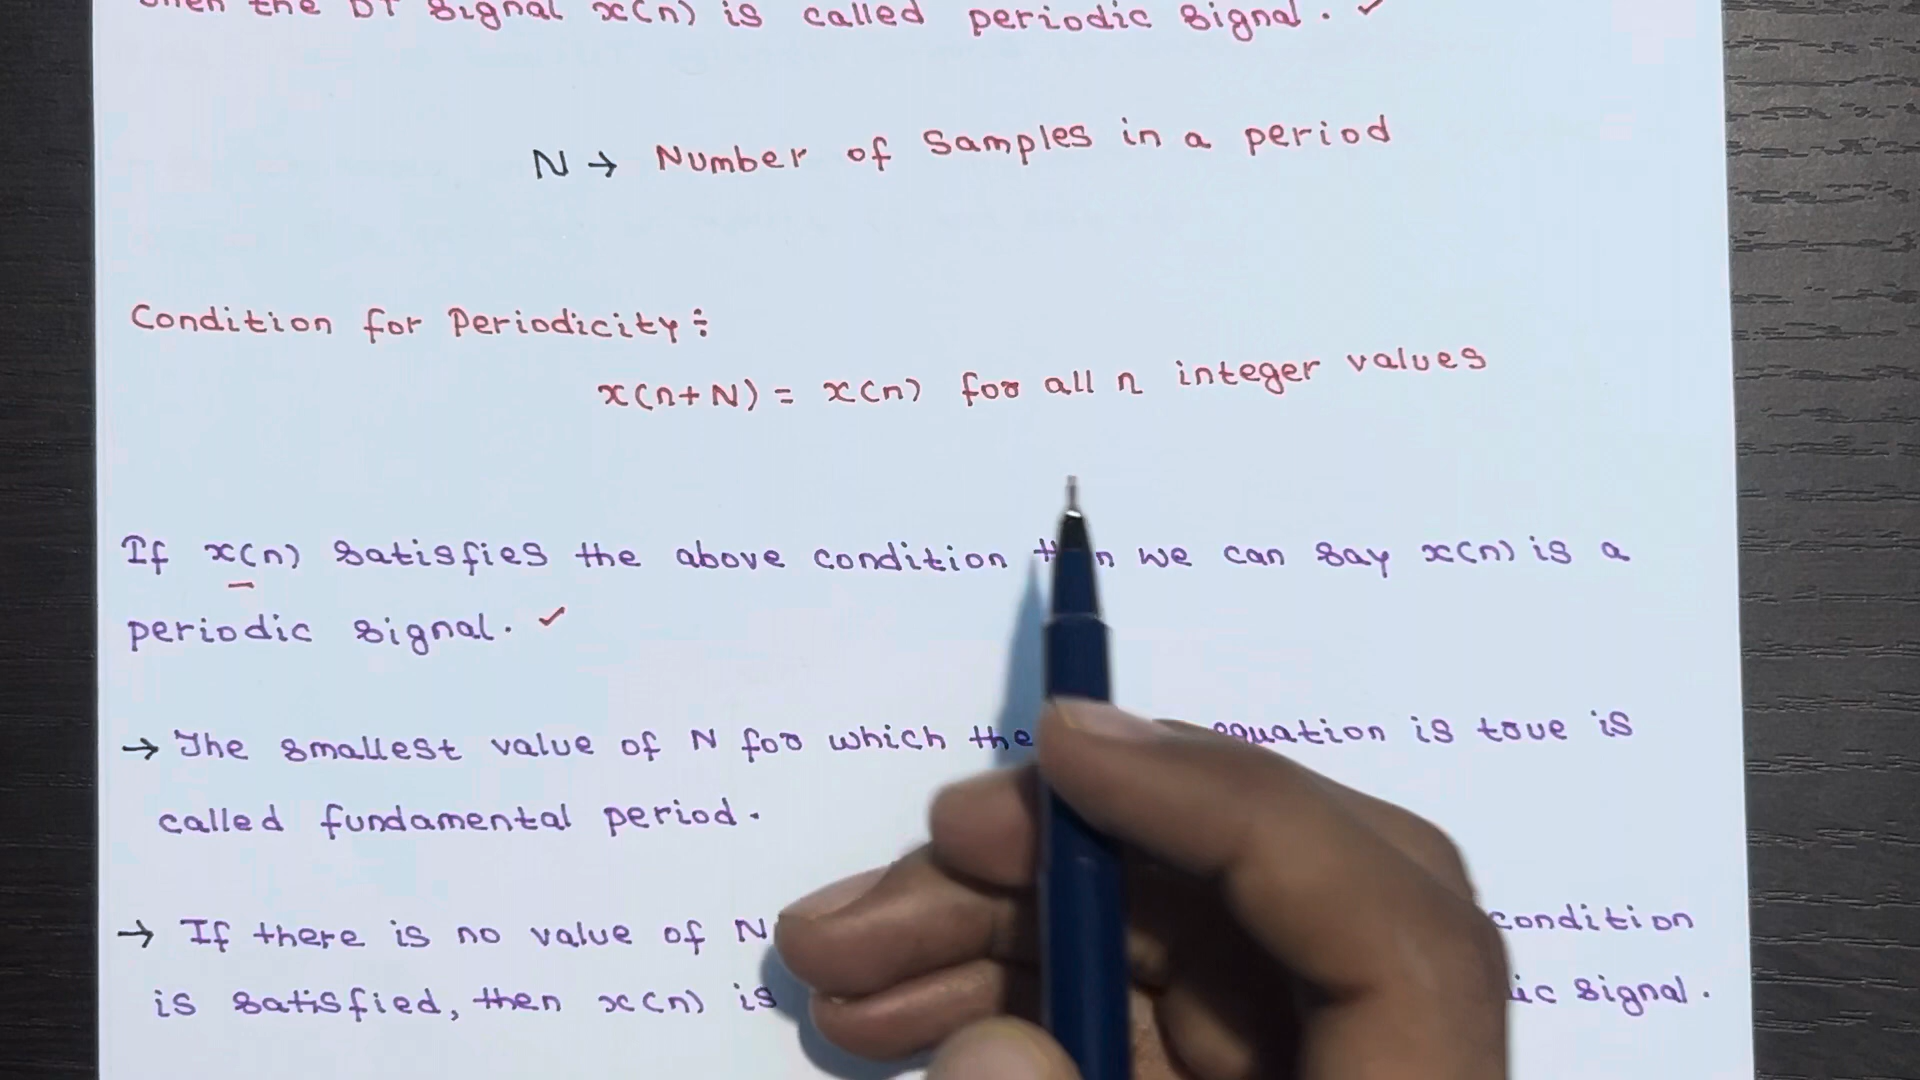 the DT signal x(n) is called periodic signal. ✓
N → Number of samples in a period
Condition for Periodicity:
x(n+N) = x(n) for all n integer values
If x(n) satisfies the above condition we can say x(n) is a
periodic signal. ✓
→ The smallest value of N for which the equation is true is
called fundamental period.
→ If there is no value of N condition
is satisfied, then x(n) is signal.